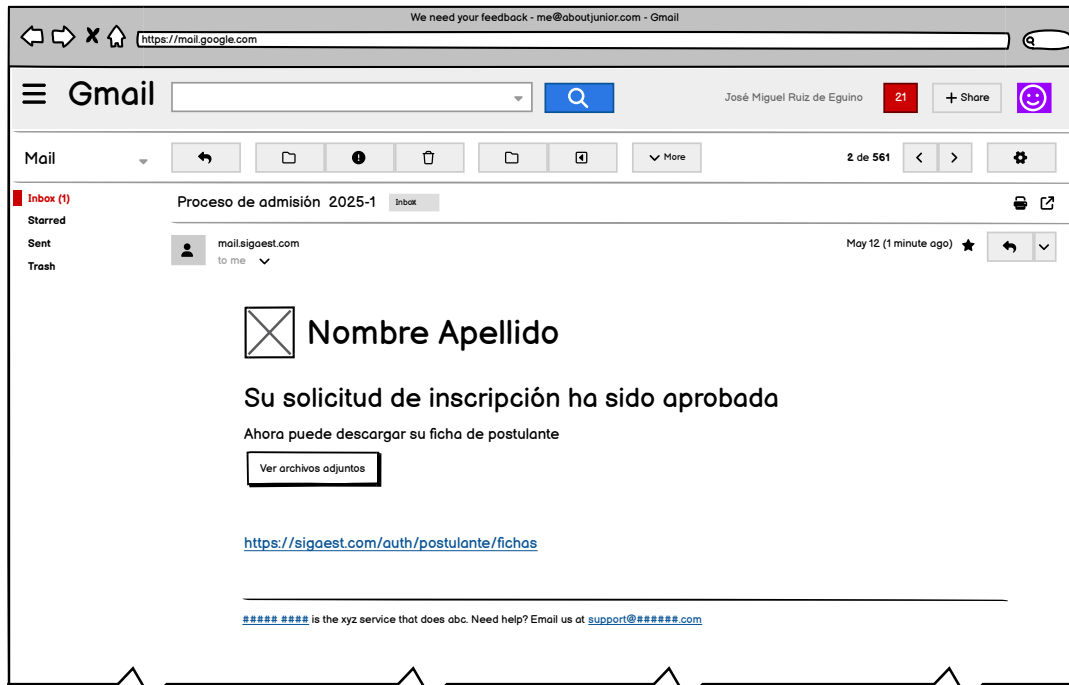 We need your feedback - me@aboutjunior.com - Gmail
https://mail.google.com
Gmail
José Miguel Ruiz de Eguino
21
+ Share
Mail
More
2 de 561
Inbox (1)
Starred
Sent
Trash
Proceso de admisión 2025-1
Inbox
mail.sigaest.com
to me
May 12 (1 minute ago)
Nombre Apellido
Su solicitud de inscripción ha sido aprobada
Ahora puede descargar su ficha de postulante
Ver archivos adjuntos
https://sigaest.com/auth/postulante/fichas
##### #### is the xyz service that does abc. Need help? Email us at support@######.com